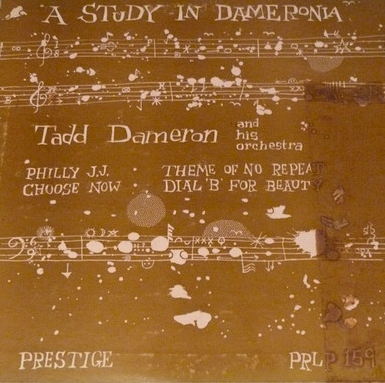 A STUDY IN DAMERONIA
Tadd Dameron and his orchestra
PHILLY J.J.
CHOOSE NOW
THEME OF NO REPEAT
DIAL 'B' FOR BEAUTY
PRESTIGE
PRLP 159